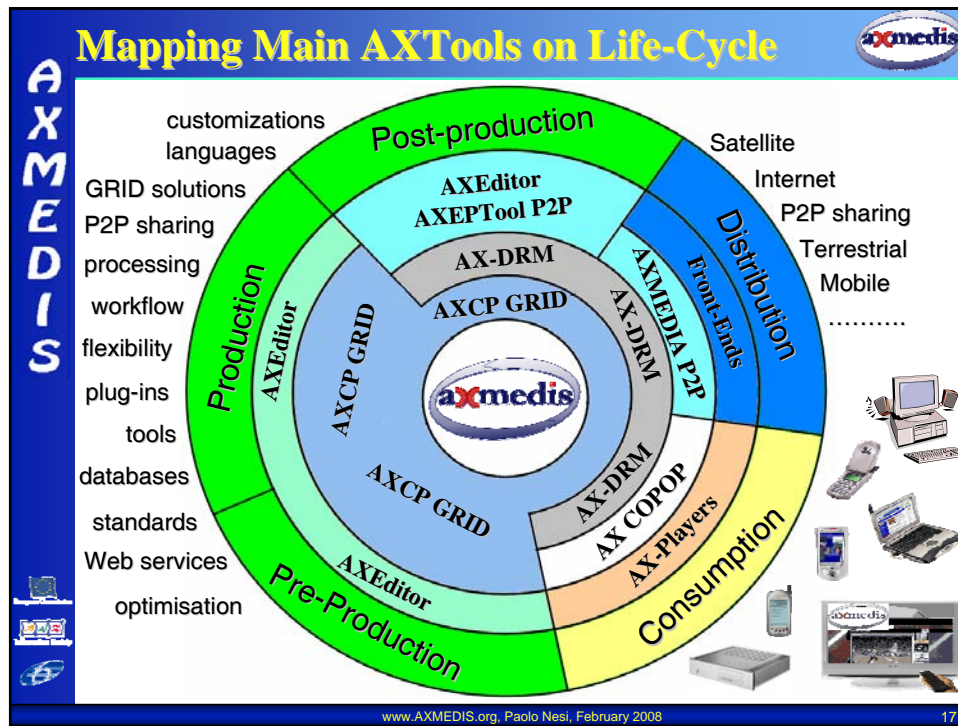 Mapping Main AXTools on Life-Cycle
axmedis
AXMEDIS
customizations
languages
GRID solutions
P2P sharing
processing
workflow
flexibility
plug-ins
tools
databases
standards
Web services
optimisation
Post-production
AXEditor
AXEPTool P2P
AX-DRM
AXCP GRID
Production
AXEditor
AXCP GRID
axmedis
AXCP GRID
AXEditor
Pre-Production
Distribution
Front-Ends
AXMEDIA P2P
AX-DRM
AX-DRM
AX COPOP
AX-Players
Consumption
Satellite
Internet
P2P sharing
Terrestrial
Mobile
..........
axmedis
www.AXMEDIS.org, Paolo Nesi, February 2008
17